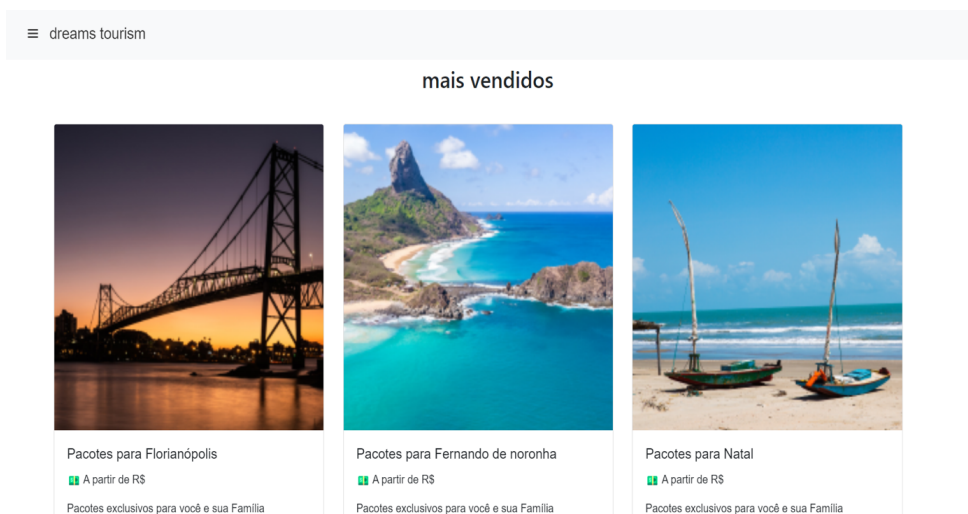 dreams tourism
mais vendidos
Pacotes para Florianópolis
A partir de R$
Pacotes exclusivos para você e sua Família
Pacotes para Fernando de noronha
A partir de R$
Pacotes exclusivos para você e sua Família
Pacotes para Natal
A partir de R$
Pacotes exclusivos para você e sua Família